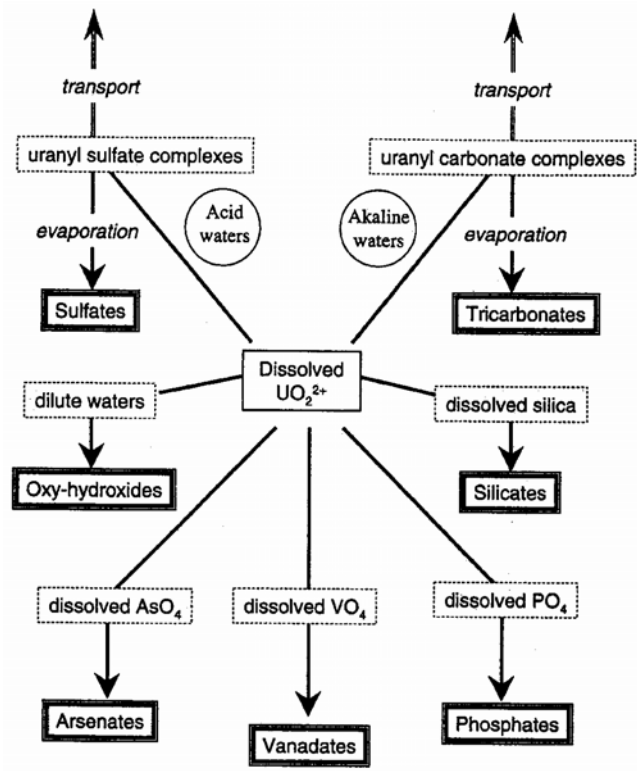 transport
transport
uranyl sulfate complexes
uranyl carbonate complexes
Acid
waters
Akaline
waters
evaporation
evaporation
Sulfates
Tricarbonates
Dissolved
UO₂²⁺
dilute waters
dissolved silica
Oxy-hydroxides
Silicates
dissolved AsO₄
dissolved VO₄
dissolved PO₄
Arsenates
Vanadates
Phosphates